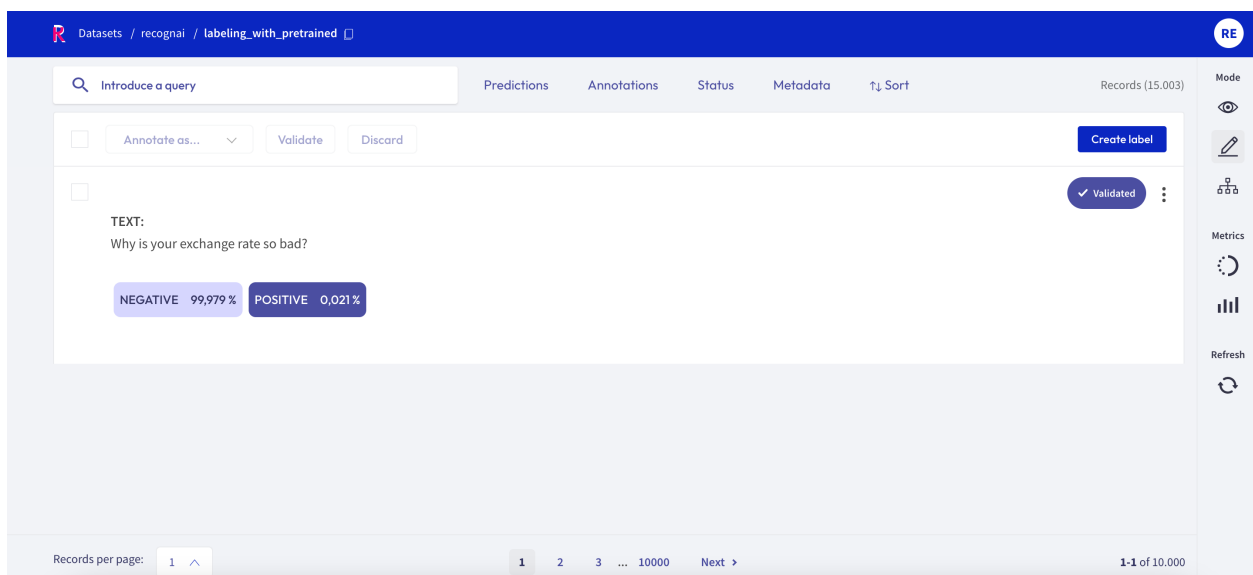 Datasets / recognai / labeling_with_pretrained
RE
Introduce a query
Predictions
Annotations
Status
Metadata
Sort
Records (15.003)
Mode
Annotate as...
Validate
Discard
Create label
Validated
TEXT:
Why is your exchange rate so bad?
NEGATIVE 99,979 %
POSITIVE 0,021 %
Metrics
Refresh
Records per page: 1
1 2 3 ... 10000 Next >
1-1 of 10.000